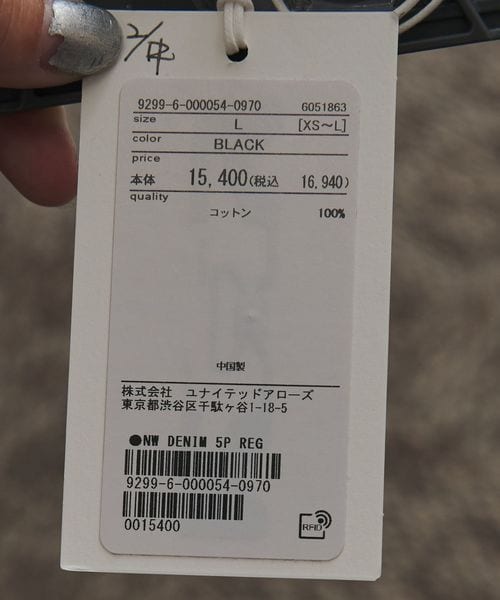 2/中
9299-6-000054-0970 6051863
size L [XS～L]
color BLACK
price
本体 15,400(税込 16,940)
quality
コットン 100%
中国製
株式会社 ユナイテッドアローズ
東京都渋谷区千駄ヶ谷1-18-5
●NW DENIM 5P REG
9299-6-000054-0970
0015400
RFID